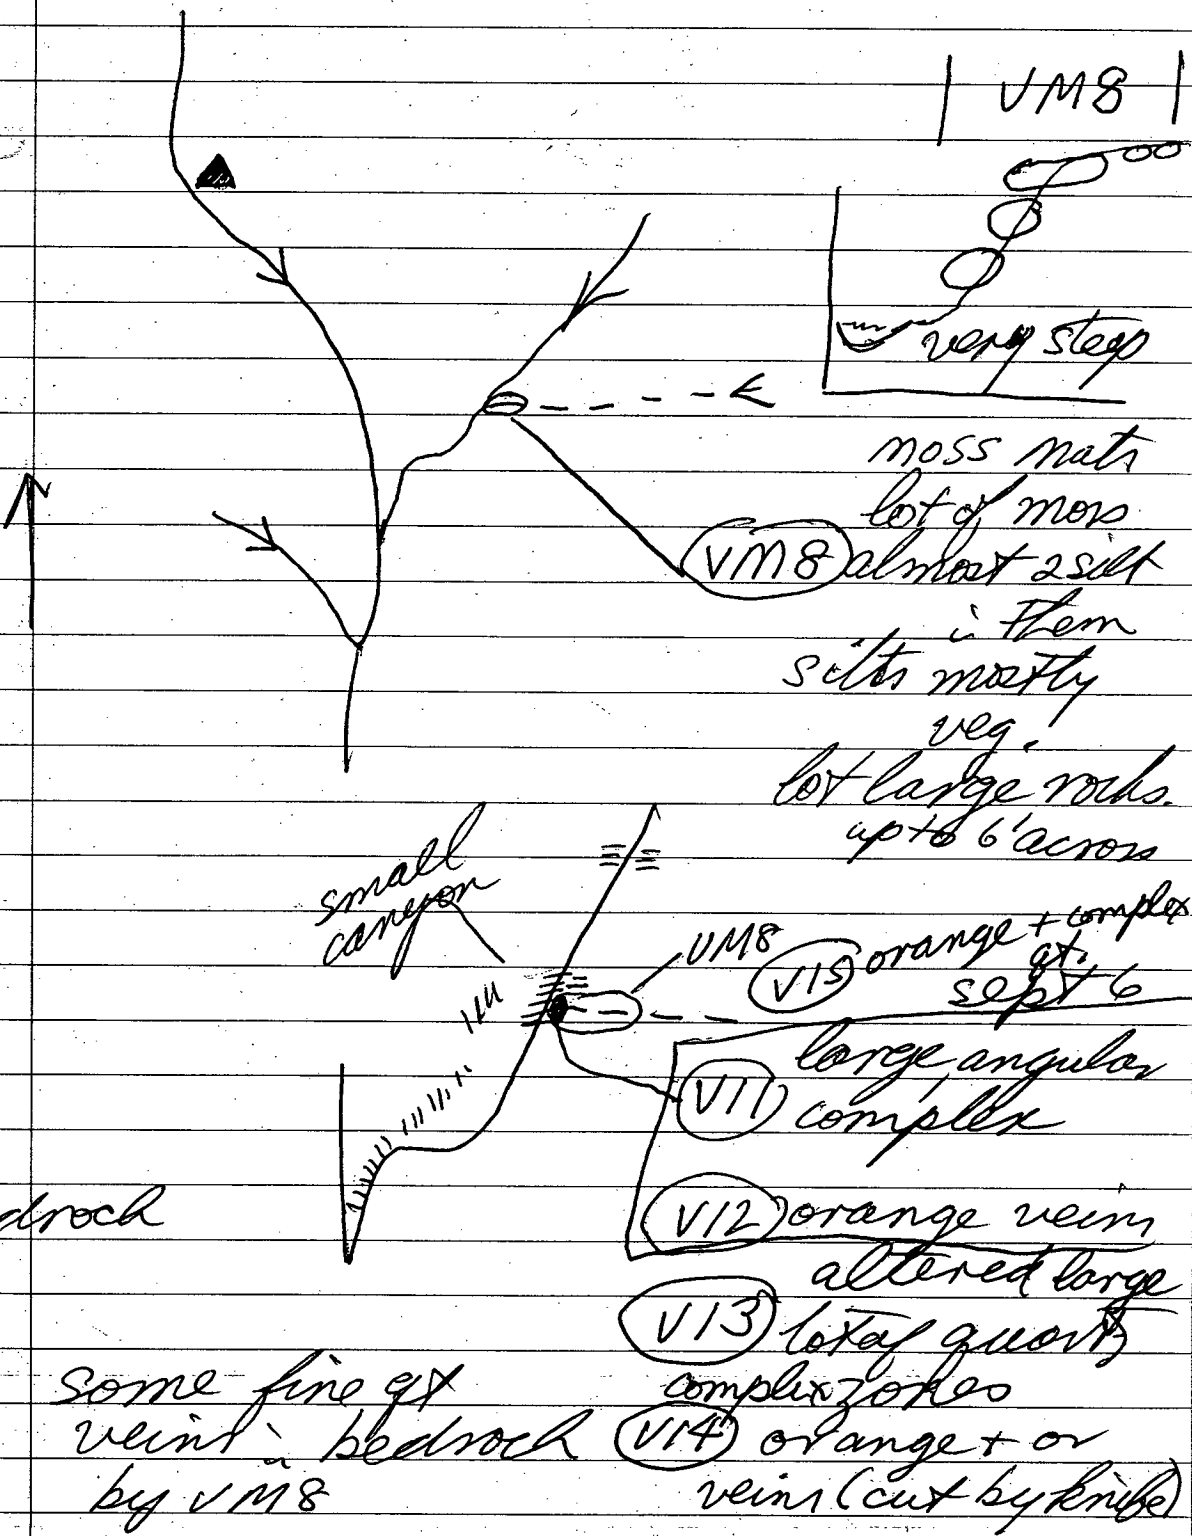 VM8
very steep
moss mats
lot of moss
VM8 almost 2 silt
in them
silts mostly
veg.
lot large rocks.
up to 6' across
small
canyon
VM8
V15 orange + complex
qt.
sept 6
large angular
V11 complex
drock
V12 orange veins
altered large
V13 lot of quartz
complex zones
some fine qt
veins in bedrock
by VM8
V14 orange + or
veins (cut by knife)